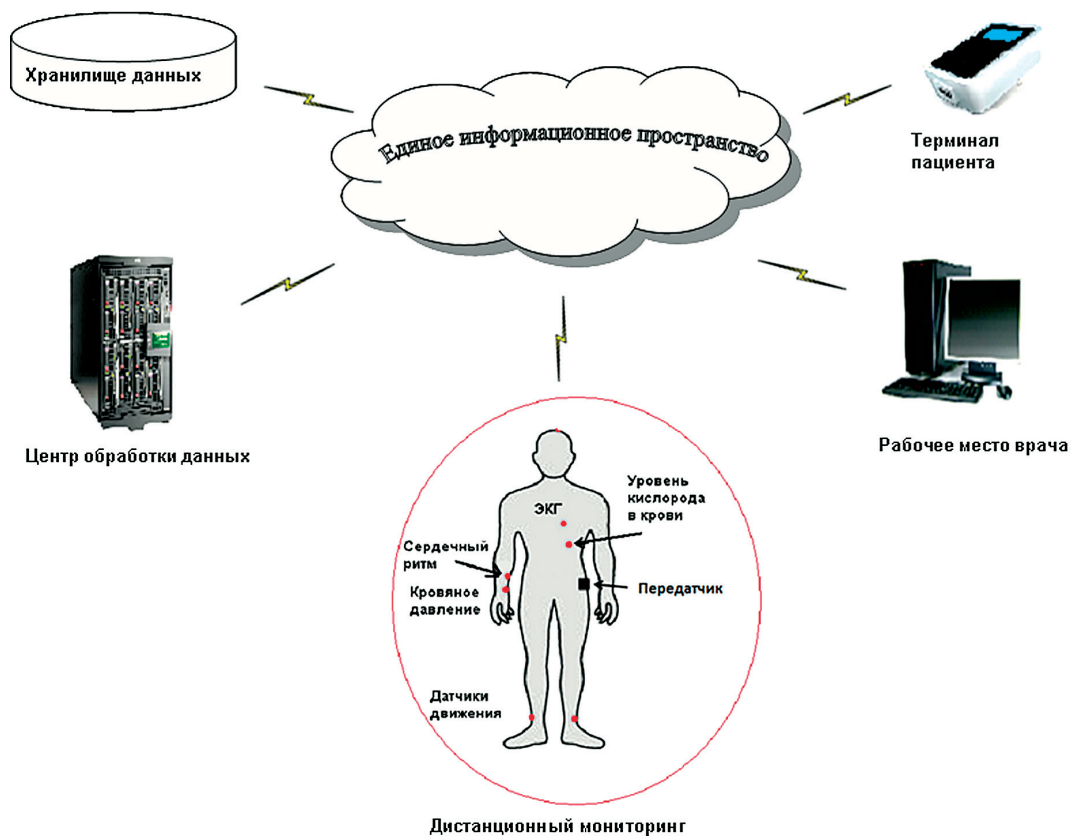 Хранилище данных
Единое информационное пространство
Терминал
пациента
Центр обработки данных
Рабочее место врача
Уровень
кислорода
в крови
ЭКГ
Сердечный
ритм
Кровяное
давление
Передатчик
Датчики
движения
Дистанционный мониторинг